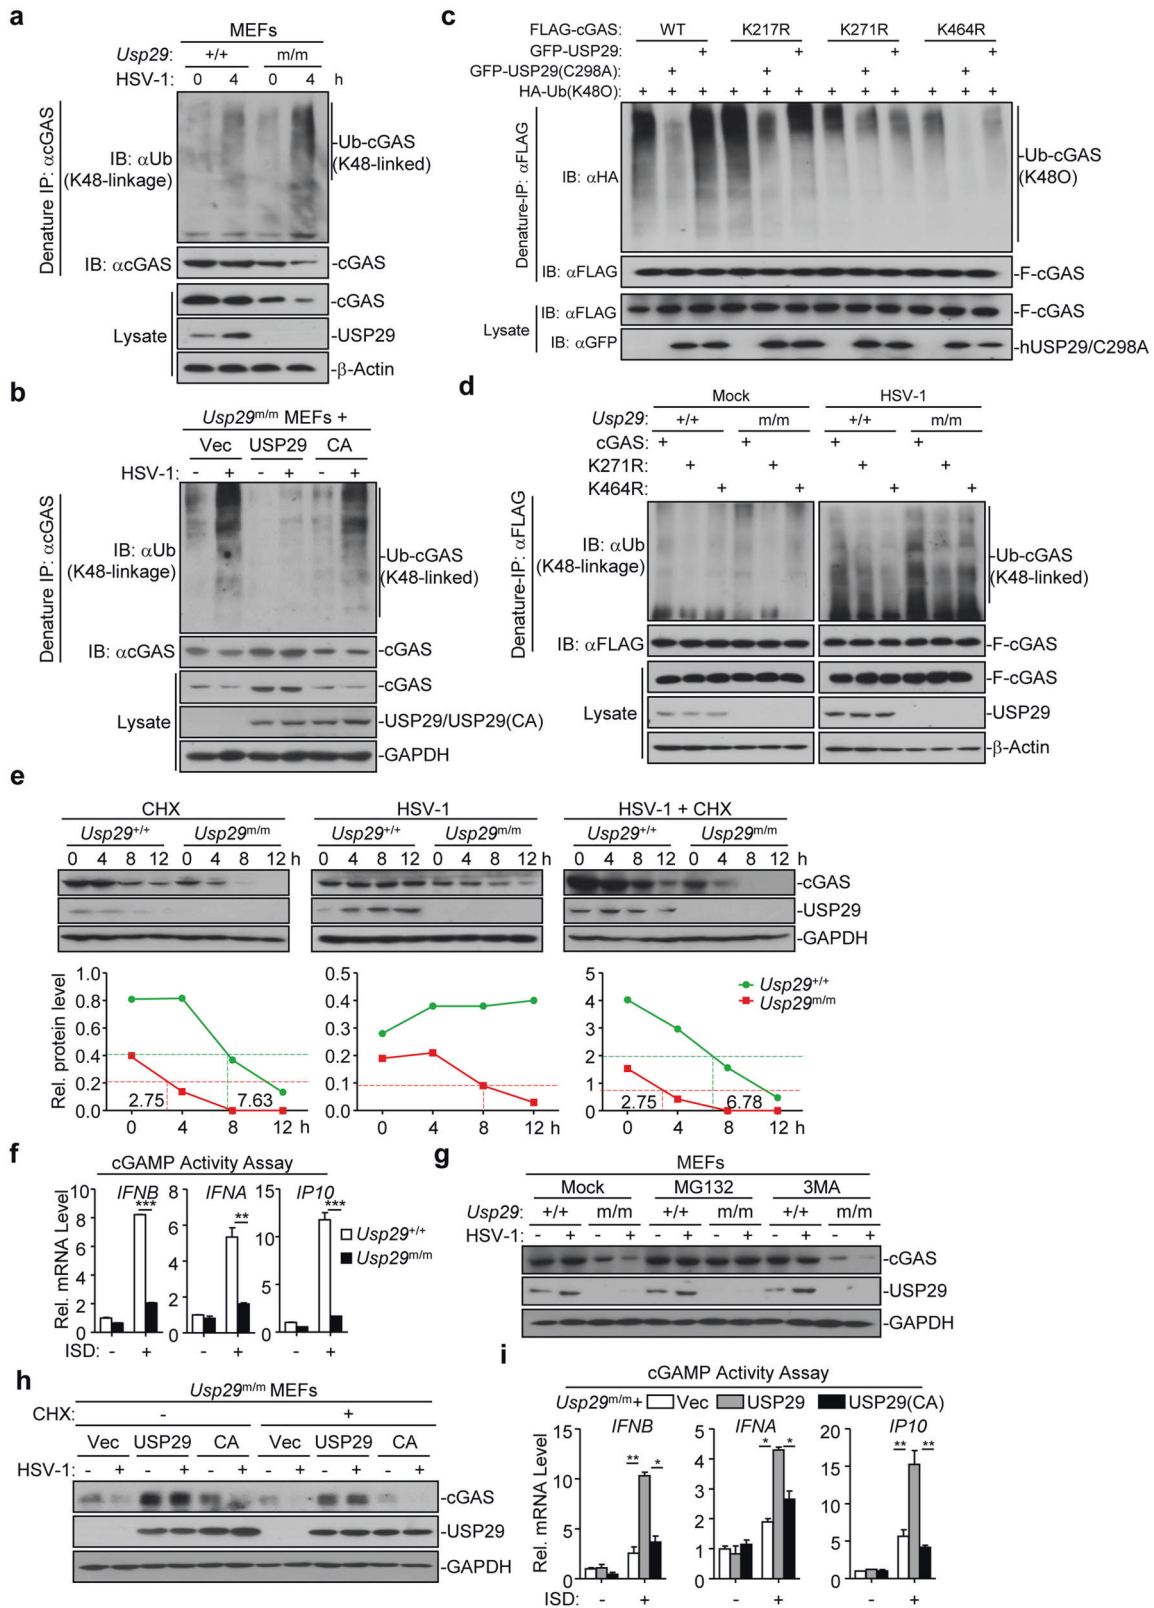 a
MEFs
Usp29: +/+ m/m
HSV-1: 0 4 0 4 h
Denature IP: αcGAS
IB: αUb
(K48-linkage)
-Ub-cGAS
(K48-linked)
IB: αcGAS -cGAS
-cGAS
Lysate -USP29
-β-Actin
b
Usp29m/m MEFs +
Vec USP29 CA
HSV-1: - + - + - +
Denature IP: αcGAS
IB: αUb
(K48-linkage)
-Ub-cGAS
(K48-linked)
IB: αcGAS -cGAS
-cGAS
Lysate -USP29/USP29(CA)
-GAPDH
c
FLAG-cGAS: WT K217R K271R K464R
GFP-USP29: + + + +
GFP-USP29(C298A): + + + +
HA-Ub(K48O): + + + + + + + + + + + +
Denature-IP: αFLAG
IB: αHA
-Ub-cGAS
(K48O)
IB: αFLAG -F-cGAS
Lysate
IB: αFLAG -F-cGAS
IB: αGFP -hUSP29/C298A
d
Mock HSV-1
Usp29: +/+ m/m +/+ m/m
cGAS: + + + +
K271R: + + + +
K464R: + + + +
Denature-IP: αFLAG
IB: αUb
(K48-linkage)
-Ub-cGAS
(K48-linked)
IB: αFLAG -F-cGAS
-F-cGAS
Lysate -USP29
-β-Actin
e
CHX HSV-1 HSV-1 + CHX
Usp29+/+ Usp29m/m Usp29+/+ Usp29m/m Usp29+/+ Usp29m/m
0 4 8 12 0 4 8 12 h 0 4 8 12 0 4 8 12 h 0 4 8 12 0 4 8 12 h
-cGAS
-USP29
-GAPDH
Rel. protein level
1.0
0.8
0.6
0.4
0.2
0.0
2.75 7.63
0 4 8 12 h
0.5
0.4
0.3
0.2
0.1
0.0
0 4 8 12 h
5
4
3
2
1
0
2.75 6.78
0 4 8 12 h
Usp29+/+
Usp29m/m
f
cGAMP Activity Assay
Rel. mRNA Level
IFNB IFNA IP10
*** ** ***
10
8
6
4
2
0
8
6
4
2
0
15
10
5
0
Usp29+/+
Usp29m/m
ISD: - + - + - +
g
MEFs
Mock MG132 3MA
Usp29: +/+ m/m +/+ m/m +/+ m/m
HSV-1: - + - + - + - + - + - +
-cGAS
-USP29
-GAPDH
h
Usp29m/m MEFs
CHX: - +
Vec USP29 CA Vec USP29 CA
HSV-1: - + - + - + - + - + - +
-cGAS
-USP29
-GAPDH
i
cGAMP Activity Assay
Usp29m/m+ Vec USP29 USP29(CA)
Rel. mRNA Level
IFNB IFNA IP10
** * * * ** **
15
10
5
0
5
4
3
2
1
0
20
15
10
5
0
ISD: - + - + - +